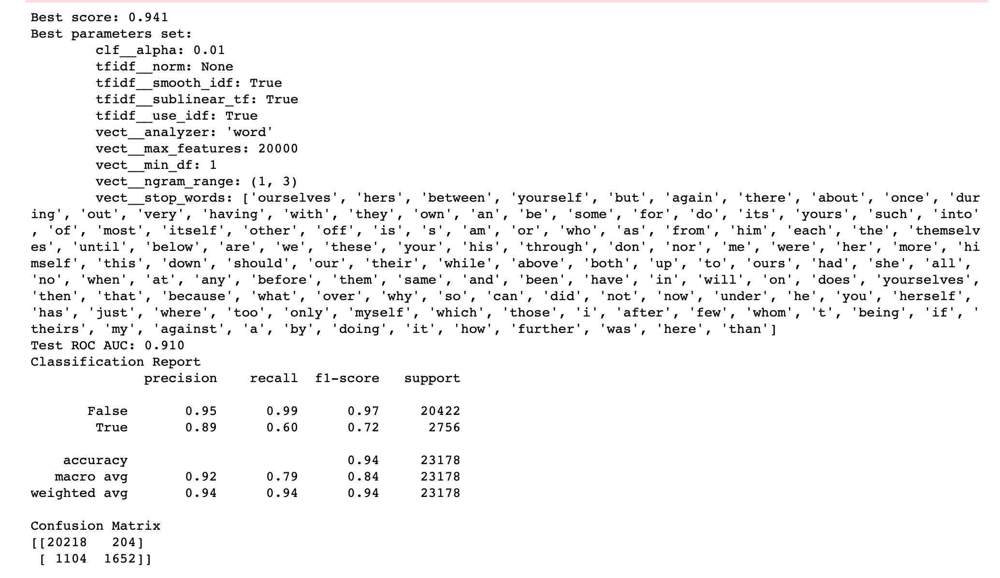 Best score: 0.941
Best parameters set:
        clf__alpha: 0.01
        tfidf__norm: None
        tfidf__smooth_idf: True
        tfidf__sublinear_tf: True
        tfidf__use_idf: True
        vect__analyzer: 'word'
        vect__max_features: 20000
        vect__min_df: 1
        vect__ngram_range: (1, 3)
        vect__stop_words: ['ourselves', 'hers', 'between', 'yourself', 'but', 'again', 'there', 'about', 'once', 'dur
ing', 'out', 'very', 'having', 'with', 'they', 'own', 'an', 'be', 'some', 'for', 'do', 'its', 'yours', 'such', 'into'
, 'of', 'most', 'itself', 'other', 'off', 'is', 's', 'am', 'or', 'who', 'as', 'from', 'him', 'each', 'the', 'themselv
es', 'until', 'below', 'are', 'we', 'these', 'your', 'his', 'through', 'don', 'nor', 'me', 'were', 'her', 'more', 'hi
mself', 'this', 'down', 'should', 'our', 'their', 'while', 'above', 'both', 'up', 'to', 'ours', 'had', 'she', 'all',
'no', 'when', 'at', 'any', 'before', 'them', 'same', 'and', 'been', 'have', 'in', 'will', 'on', 'does', 'yourselves',
'then', 'that', 'because', 'what', 'over', 'why', 'so', 'can', 'did', 'not', 'now', 'under', 'he', 'you', 'herself',
'has', 'just', 'where', 'too', 'only', 'myself', 'which', 'those', 'i', 'after', 'few', 'whom', 't', 'being', 'if', '
theirs', 'my', 'against', 'a', 'by', 'doing', 'it', 'how', 'further', 'was', 'here', 'than']
Test ROC AUC: 0.910
Classification Report
              precision    recall  f1-score   support

       False       0.95      0.99      0.97     20422
        True       0.89      0.60      0.72      2756

    accuracy                           0.94     23178
   macro avg       0.92      0.79      0.84     23178
weighted avg       0.94      0.94      0.94     23178

Confusion Matrix
[[20218   204]
 [ 1104  1652]]